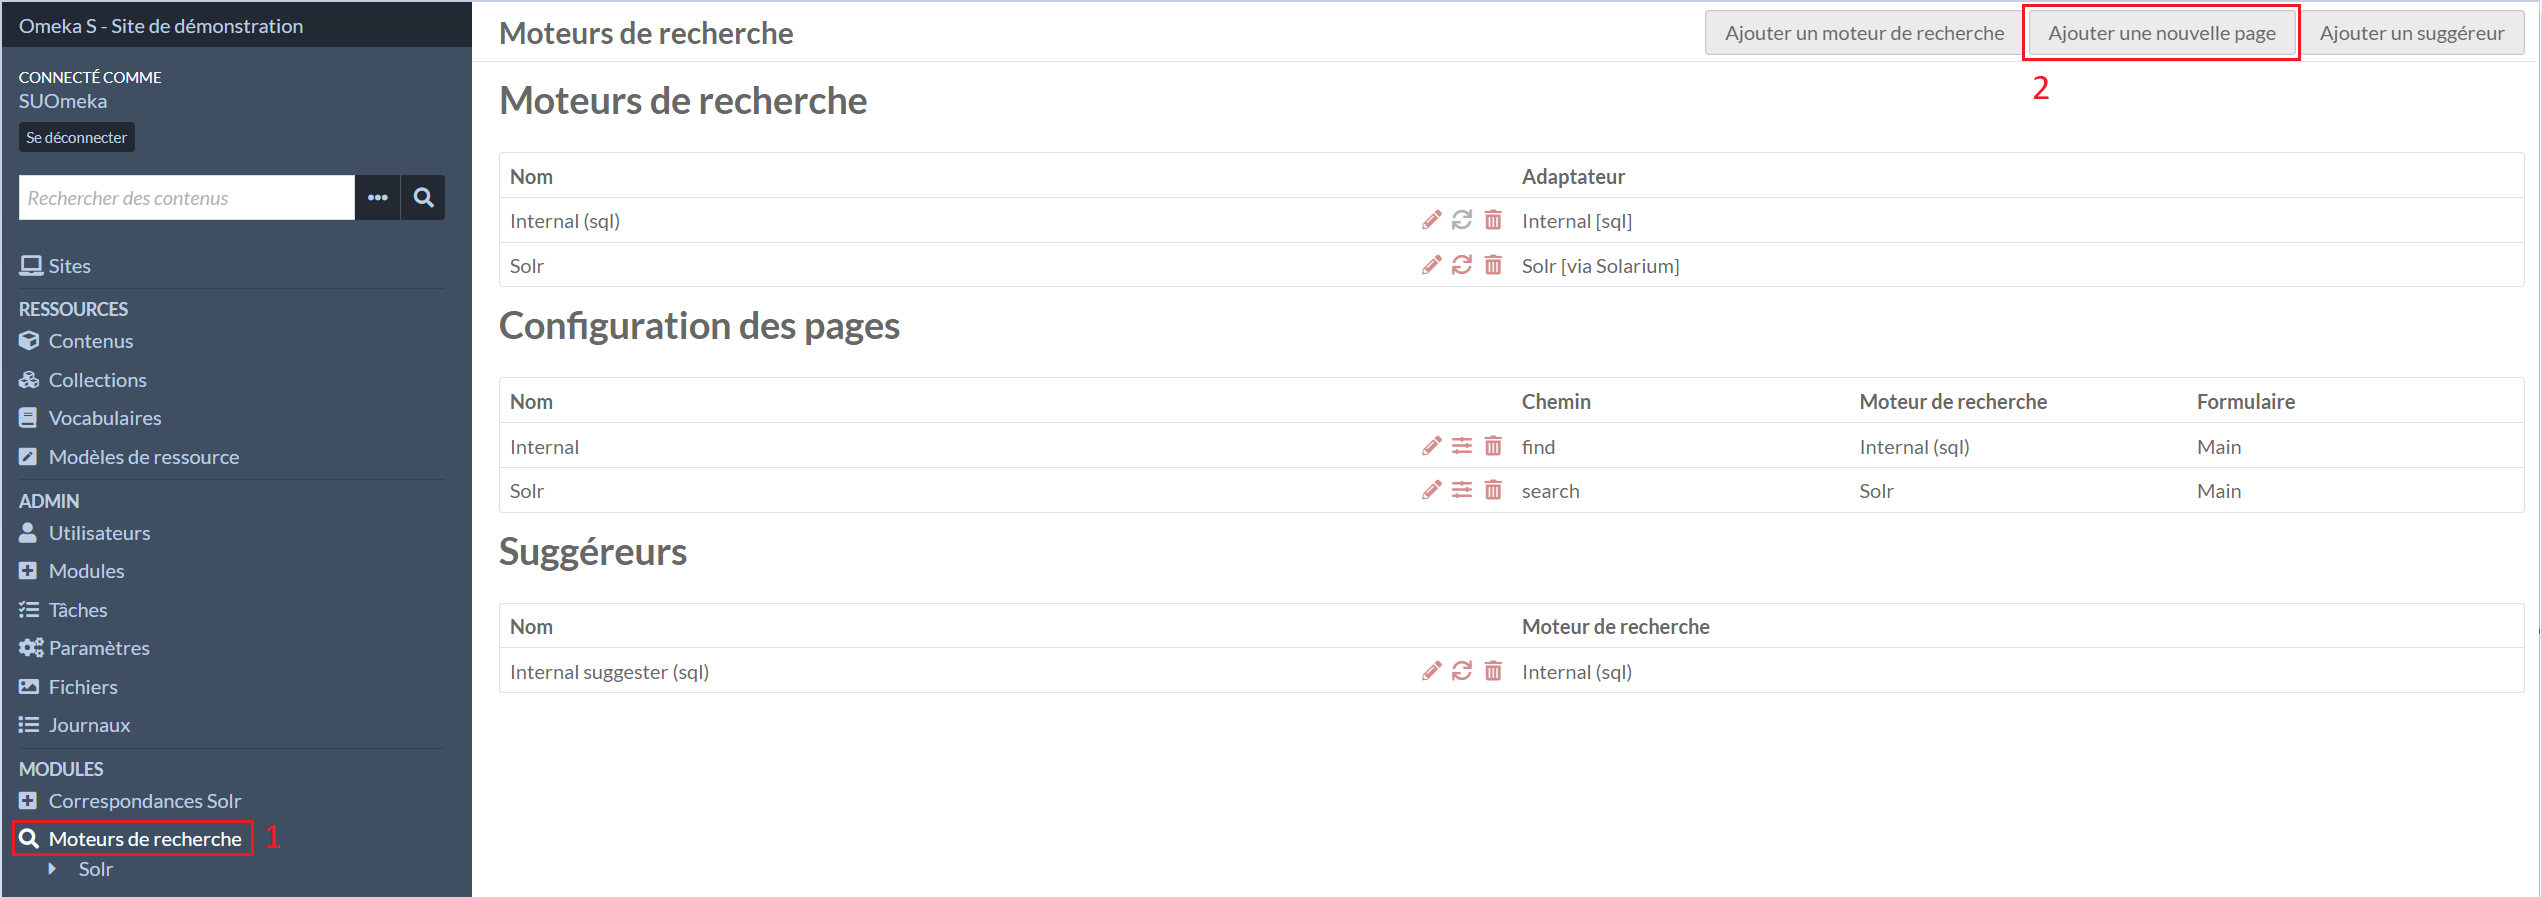 Omeka S - Site de démonstration
CONNECTÉ COMME
SUOmeka
Se déconnecter
Rechercher des contenus
Sites
RESSOURCES
Contenus
Collections
Vocabulaires
Modèles de ressource
ADMIN
Utilisateurs
Modules
Tâches
Paramètres
Fichiers
Journaux
MODULES
Correspondances Solr
Moteurs de recherche 1
Solr
Moteurs de recherche
Ajouter un moteur de recherche
Ajouter une nouvelle page
Ajouter un suggéreur
2
Moteurs de recherche
Nom Adaptateur
Internal (sql) Internal [sql]
Solr Solr [via Solarium]
Configuration des pages
Nom Chemin Moteur de recherche Formulaire
Internal find Internal (sql) Main
Solr search Solr Main
Suggéreurs
Nom Moteur de recherche
Internal suggester (sql) Internal (sql)